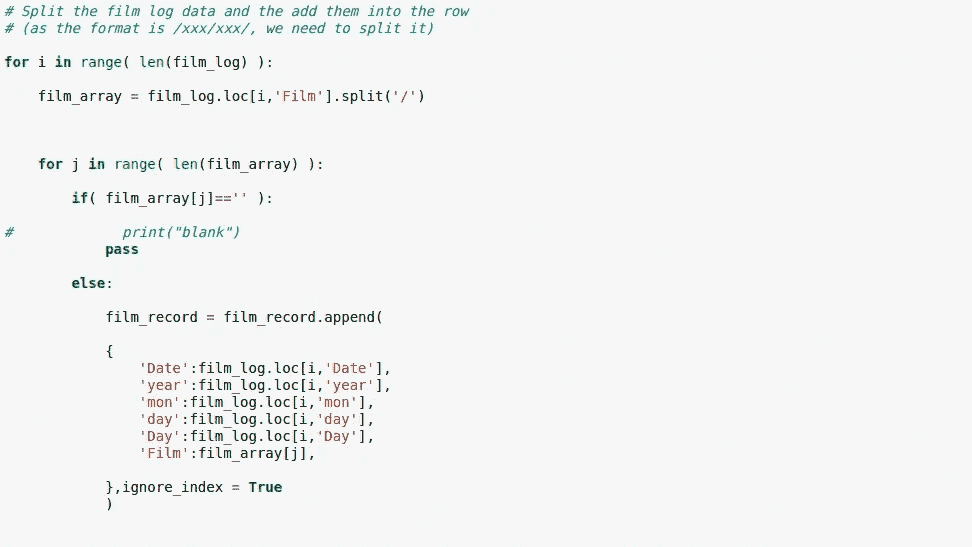 # Split the film log data and the add them into the row
# (as the format is /xxx/xxx/, we need to split it)
for i in range( len(film_log) ):
    film_array = film_log.loc[i,'Film'].split('/')
    for j in range( len(film_array) ):
        if( film_array[j]=='' ):
#             print("blank")
            pass
        else:
            film_record = film_record.append(
            {
                'Date':film_log.loc[i,'Date'],
                'year':film_log.loc[i,'year'],
                'mon':film_log.loc[i,'mon'],
                'day':film_log.loc[i,'day'],
                'Day':film_log.loc[i,'Day'],
                'Film':film_array[j],
            },ignore_index = True
            )